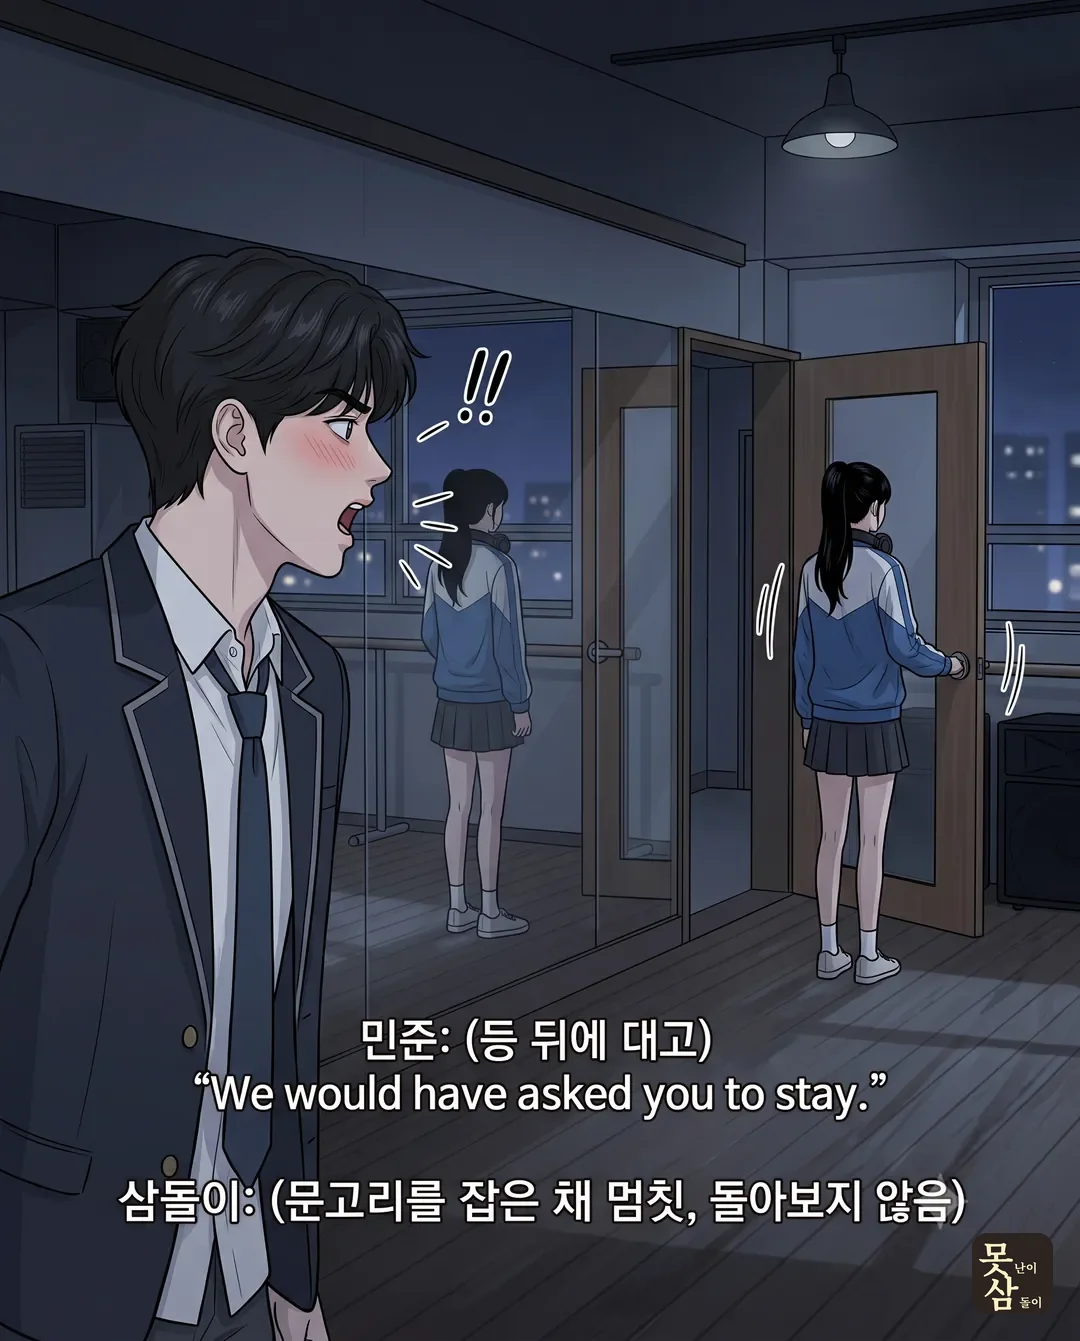 !!
민준: (등 뒤에 대고)
“We would have asked you to stay.”
삼돌이: (문고리를 잡은 채 멈칫, 돌아보지 않음)
못난이
삼돌이